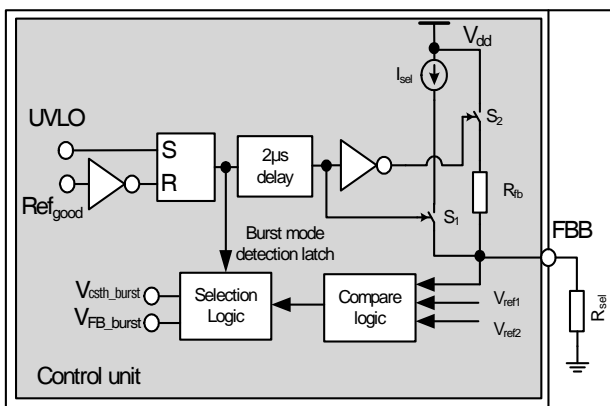 Vdd
Isel
UVLO
S2
S
2µs
delay
R
Refgood
Rfb
S1
FBB
Burst mode
detection latch
Vcsth_burst
Selection
Logic
Compare
logic
Vref1
VFB_burst
Vref2
Rsel
Control unit